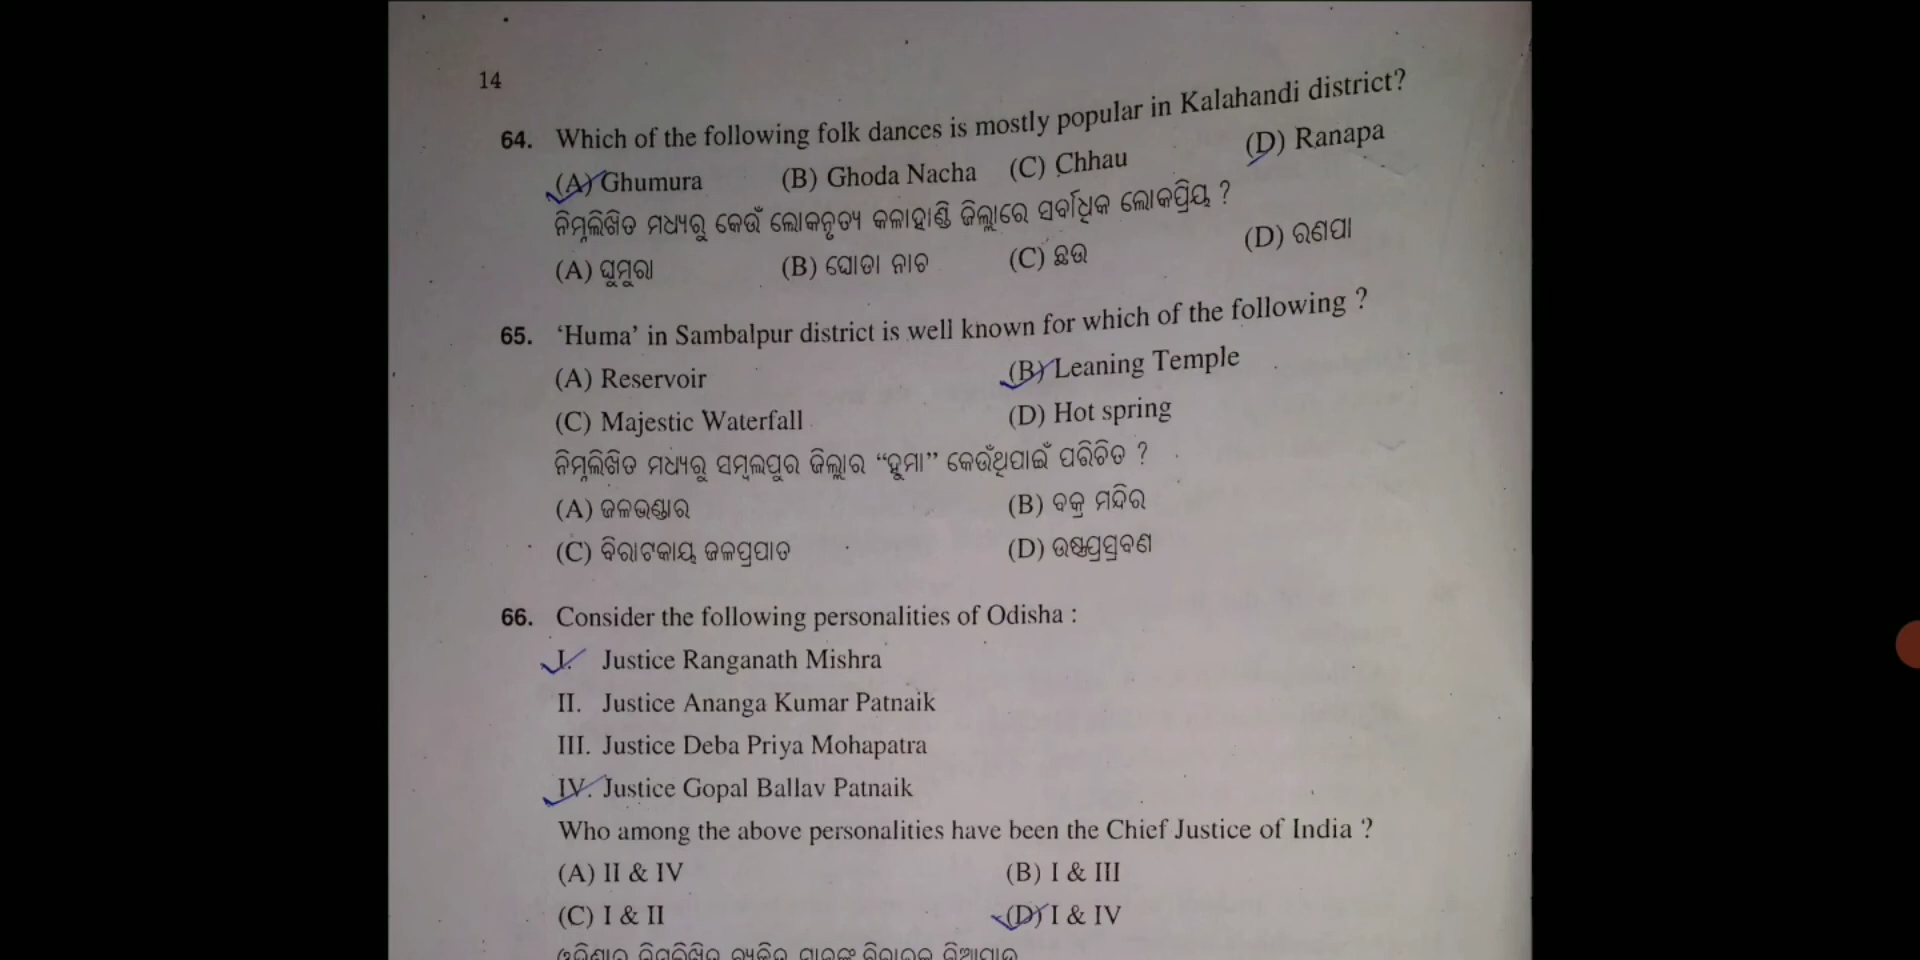 14
64. Which of the following folk dances is mostly popular in Kalahandi district?
(A) Ghumura (B) Ghoda Nacha (C) Chhau (D) Ranapa
ନିମ୍ନଲିଖିତ ମଧ୍ୟରୁ କେଉଁ ଲୋକନୃତ୍ୟ କଳାହାଣ୍ଡି ଜିଲ୍ଲାରେ ସର୍ବାଧିକ ଲୋକପ୍ରିୟ ?
(A) ଘୁମୁରା (B) ଘୋଡା ନାଚ (C) ଛଉ (D) ରଣପା
65. ‘Huma’ in Sambalpur district is well known for which of the following ?
(A) Reservoir (B) Leaning Temple
(C) Majestic Waterfall (D) Hot spring
ନିମ୍ନଲିଖିତ ମଧ୍ୟରୁ ସମ୍ବଲପୁର ଜିଲ୍ଲାର “ହୁମା” କେଉଁଥିପାଇଁ ପରିଚିତ ?
(A) ଜଳଭଣ୍ଡାର (B) ବକ୍ର ମନ୍ଦିର
(C) ବିରାଟକାୟ ଜଳପ୍ରପାତ (D) ଉଷ୍ଣପ୍ରସ୍ରବଣ
66. Consider the following personalities of Odisha :
I. Justice Ranganath Mishra
II. Justice Ananga Kumar Patnaik
III. Justice Deba Priya Mohapatra
IV. Justice Gopal Ballav Patnaik
Who among the above personalities have been the Chief Justice of India ?
(A) II & IV (B) I & III
(C) I & II (D) I & IV